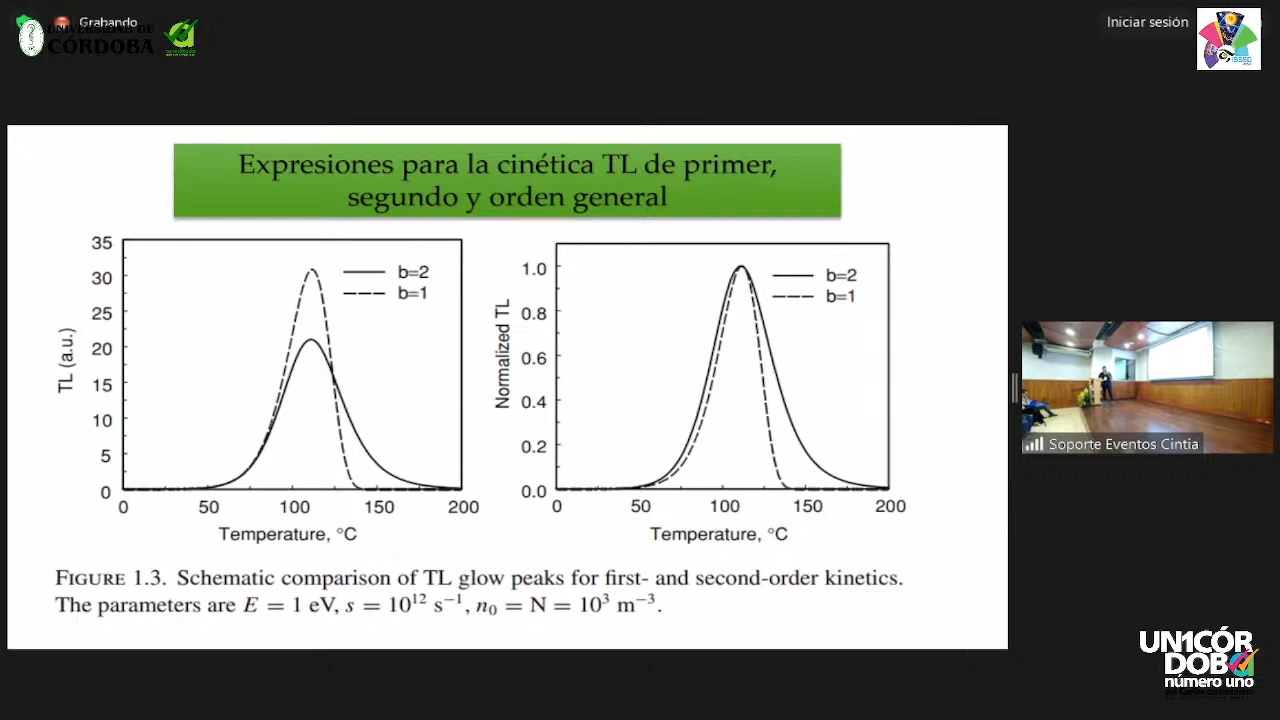 Grabando
UNIVERSIDAD DE
CÓRDOBA
Iniciar sesión
Expresiones para la cinética TL de primer,
segundo y orden general
35
30
25
20
15
10
5
0
TL (a.u.)
b=2
b=1
0 50 100 150 200
Temperature, °C
1.0
0.8
0.6
0.4
0.2
0.0
Normalized TL
b=2
b=1
0 50 100 150 200
Temperature, °C
FIGURE 1.3. Schematic comparison of TL glow peaks for first- and second-order kinetics.
The parameters are E = 1 eV, s = 10¹² s⁻¹, n₀ = N = 10³ m⁻³.
Soporte Eventos Cintia
UN1CÓR
DOBA
número uno